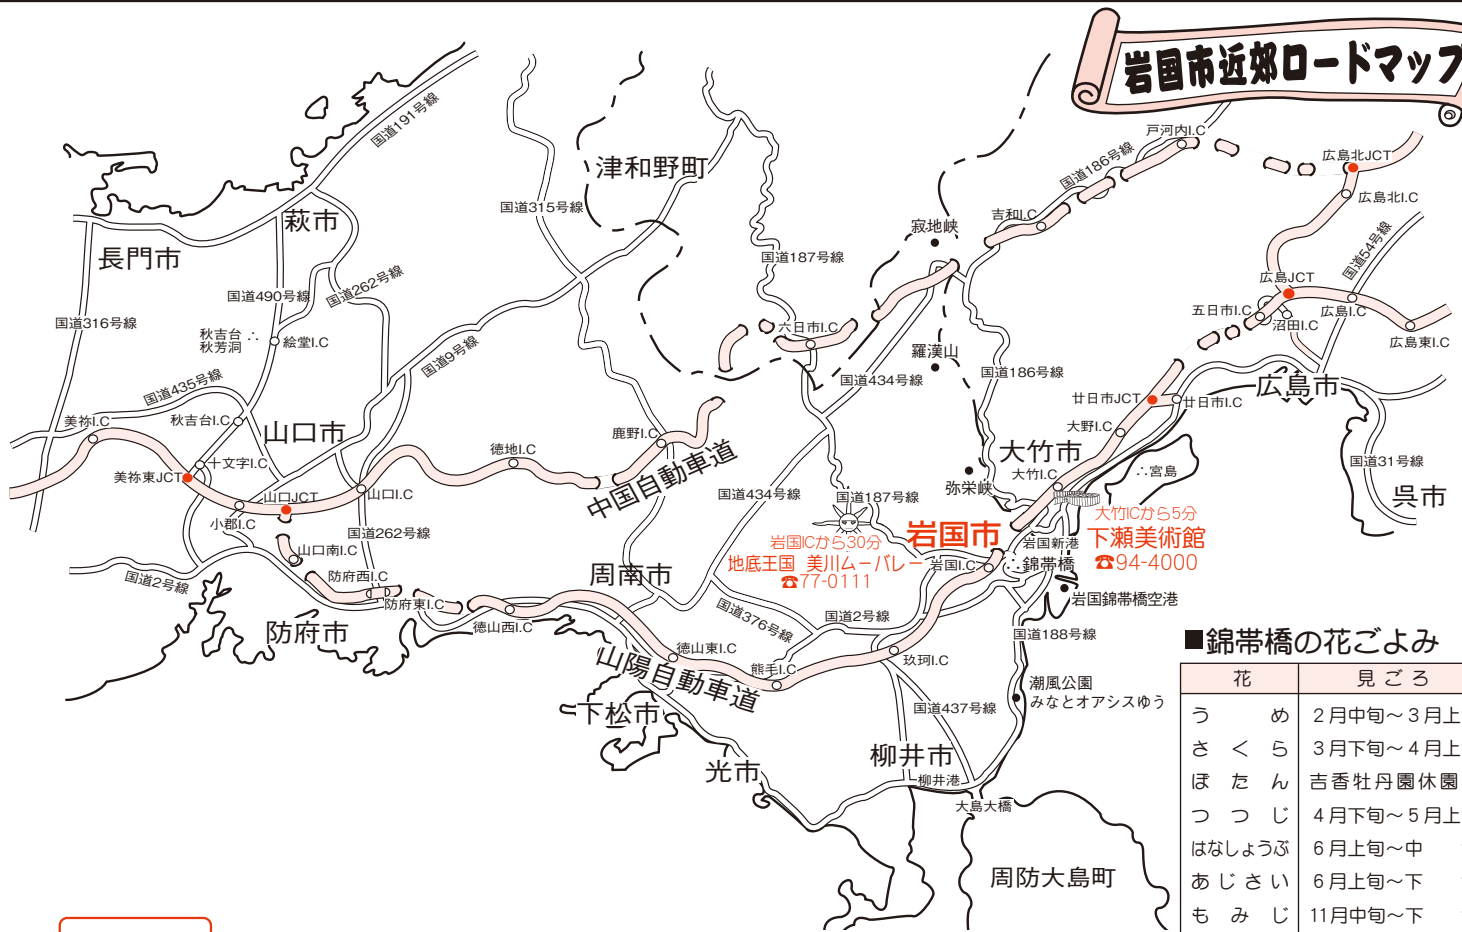 岩国市近郊ロードマップ
戸河内I.C
広島北JCT
国道191号線
津和野町
国道186号線
広島北I.C
国道315号線
吉和I.C
萩市
寂地峡
国道54号線
長門市
国道187号線
広島JCT
国道262号線
国道490号線
五日市I.C
広島I.C
国道316号線
沼田I.C
六日市I.C
秋吉台
秋芳洞
絵堂I.C
広島東I.C
国道9号線
羅漢山
国道434号線
国道186号線
国道435号線
広島市
廿日市JCT
廿日市I.C
美祢I.C
秋吉台I.C
山口市
鹿野I.C
大野I.C
徳地I.C
大竹市
十文字I.C
国道31号線
美祢東JCT
中国自動車道
大竹I.C
宮島
弥栄峡
山口JCT
山口I.C
国道434号線
国道187号線
呉市
大竹ICから5分
小郡I.C
国道262号線
岩国市
下瀬美術館
岩国ICから30分
岩国新港
山口南I.C
地底王国 美川ムーバレー
岩国I.C
錦帯橋
☎94-4000
国道2号線
防府西I.C
周南市
☎77-0111
岩国錦帯橋空港
防府東I.C
国道376号線
国道2号線
防府市
徳山西I.C
国道188号線
徳山東I.C
玖珂I.C
山陽自動車道
熊毛I.C
潮風公園
みなとオアシスゆう
下松市
国道437号線
柳井市
光市
柳井港
大島大橋
周防大島町
■錦帯橋の花ごよみ
花 見ごろ
うめ 2月中旬〜3月上
さくら 3月下旬〜4月上
ぼたん 吉香牡丹園休園
つつじ 4月下旬〜5月上
はなしょうぶ 6月上旬〜中
あじさい 6月上旬〜下
もみじ 11月中旬〜下